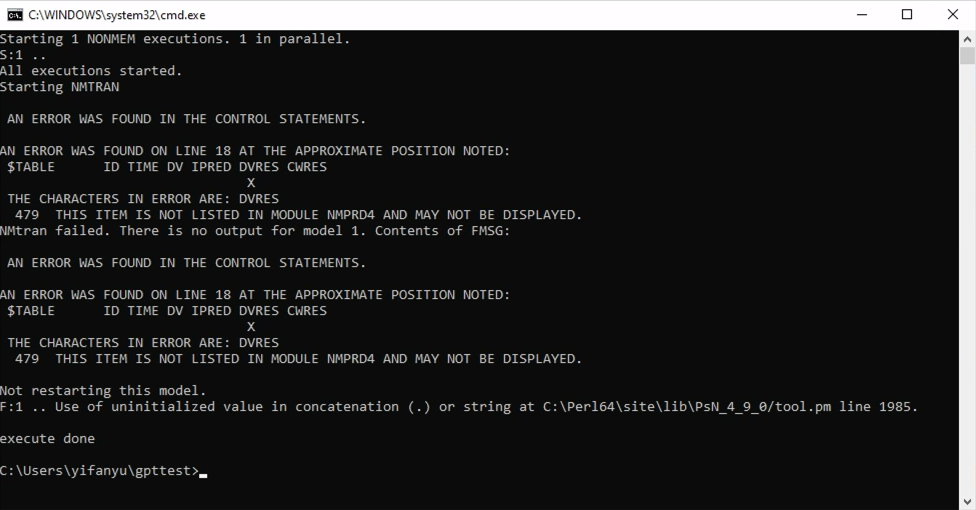 C:\WINDOWS\system32\cmd.exe
Starting 1 NONMEM executions. 1 in parallel.
S:1 ..
All executions started.
Starting NMTRAN
AN ERROR WAS FOUND IN THE CONTROL STATEMENTS.
AN ERROR WAS FOUND ON LINE 18 AT THE APPROXIMATE POSITION NOTED:
$TABLE      ID TIME DV IPRED DVRES CWRES
X
THE CHARACTERS IN ERROR ARE: DVRES
479  THIS ITEM IS NOT LISTED IN MODULE NMPRD4 AND MAY NOT BE DISPLAYED.
NMtran failed. There is no output for model 1. Contents of FMSG:
AN ERROR WAS FOUND IN THE CONTROL STATEMENTS.
AN ERROR WAS FOUND ON LINE 18 AT THE APPROXIMATE POSITION NOTED:
$TABLE      ID TIME DV IPRED DVRES CWRES
X
THE CHARACTERS IN ERROR ARE: DVRES
479  THIS ITEM IS NOT LISTED IN MODULE NMPRD4 AND MAY NOT BE DISPLAYED.
Not restarting this model.
F:1 .. Use of uninitialized value in concatenation (.) or string at C:\Perl64\site\lib\PsN_4_9_0/tool.pm line 1985.
execute done
C:\Users\yifanyu\gpttest>